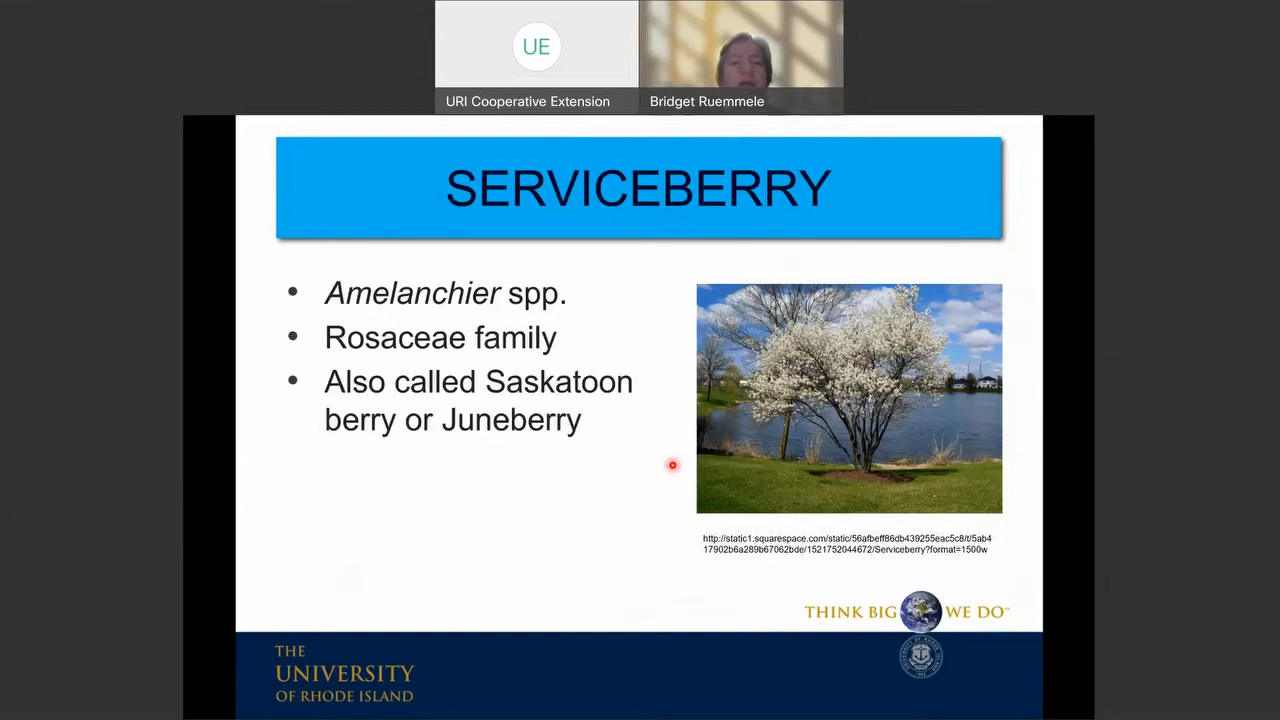 UE
URI Cooperative Extension
Bridget Ruemmele
SERVICEBERRY
• Amelanchier spp.
• Rosaceae family
• Also called Saskatoon
berry or Juneberry
http://static1.squarespace.com/static/56afbeff86db439255eac5c8/t/5ab4
17902b6a289b67062bde/1521752044672/Serviceberry?format=1500w
THINK BIG WE DO™
THE
UNIVERSITY
OF RHODE ISLAND